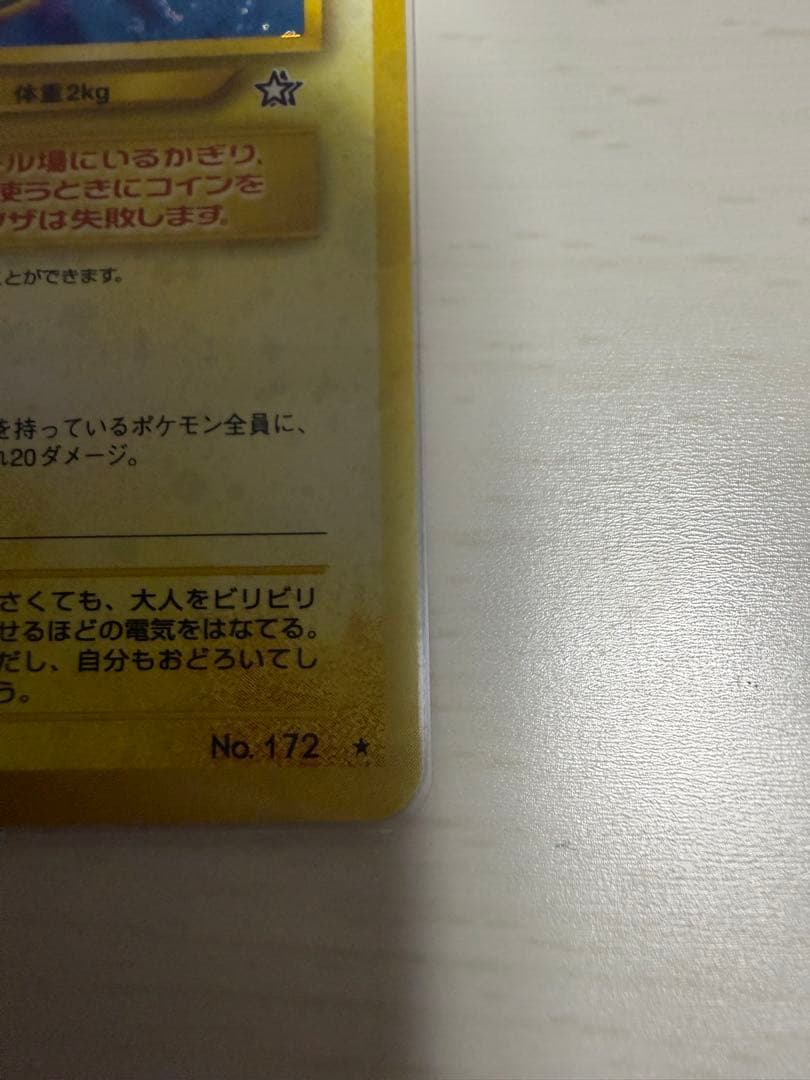 体重2kg
ール場にいるかぎり、
使うときにコインを
ワザは失敗します。
ことができます。
を持っているポケモン全員に、
れ20ダメージ。
さくても、大人をビリビリ
せるほどの電気をはなてる。
だし、自分もおどろいてし
う。
No. 172 ★